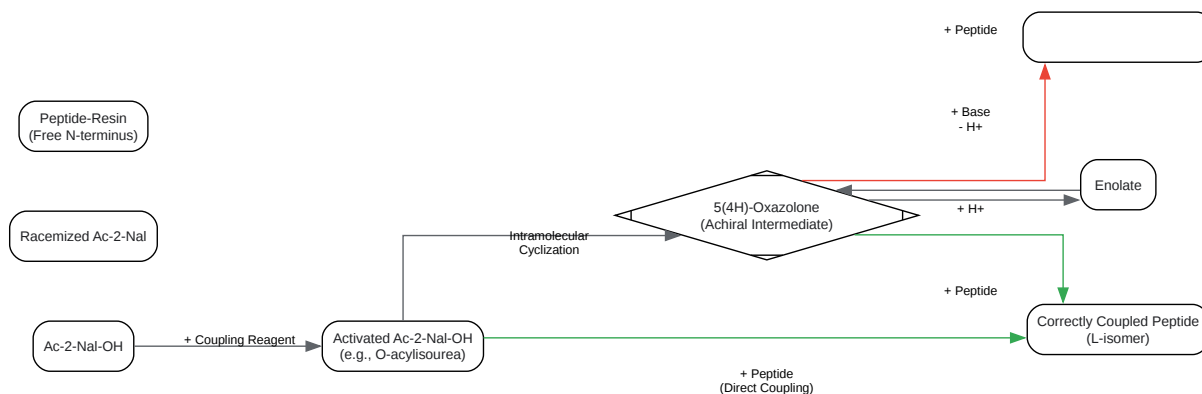 + Peptide
Peptide-Resin
(Free N-terminus)
+ Base
- H+
Enolate
5(4H)-Oxazolone
(Achiral Intermediate)
+ H+
Racemized Ac-2-Nal
Intramolecular
Cyclization
+ Peptide
Ac-2-Nal-OH
+ Coupling Reagent
Activated Ac-2-Nal-OH
(e.g., O-acylisourea)
Correctly Coupled Peptide
(L-isomer)
+ Peptide
(Direct Coupling)